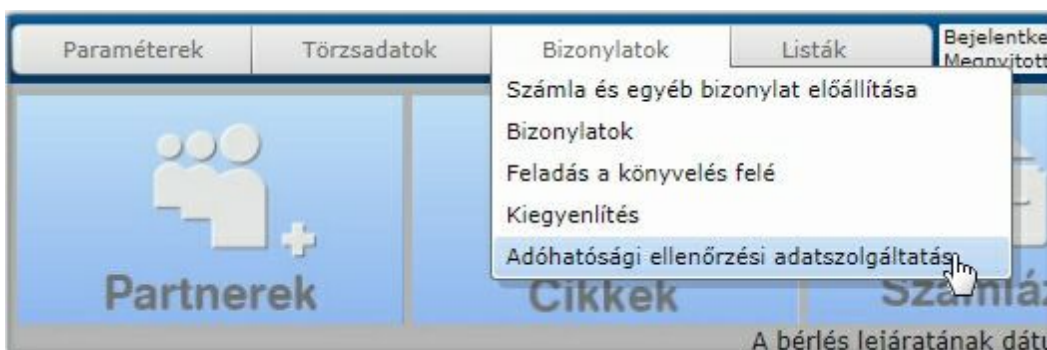 Paraméterek Törzsadatok Bizonylatok Listák
Számla és egyéb bizonylat előállítása
Bizonylatok
Feladás a könyvelés felé
Kiegyenlítés
Adóhatósági ellenőrzési adatszolgáltatás
Partnerek Cikkek
A bérlés lejáratának